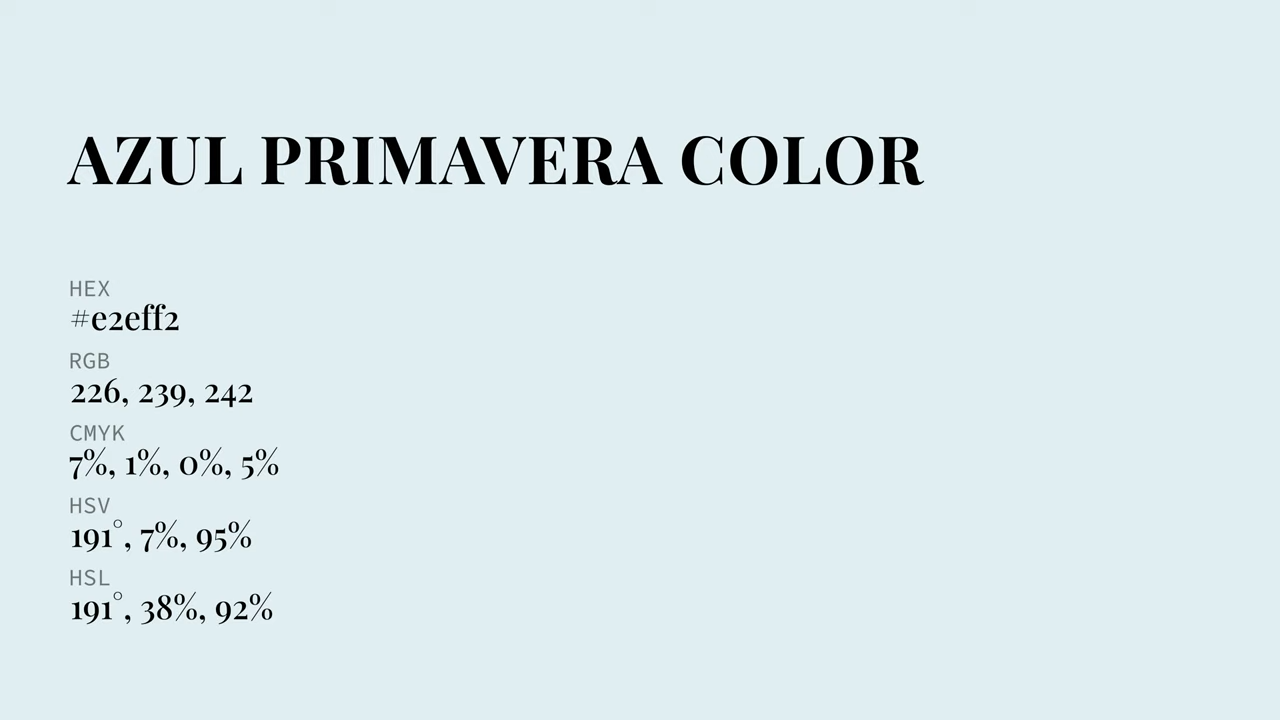 AZUL PRIMAVERA COLOR
HEX
#e2eff2
RGB
226, 239, 242
CMYK
7%, 1%, 0%, 5%
HSV
191°, 7%, 95%
HSL
191°, 38%, 92%